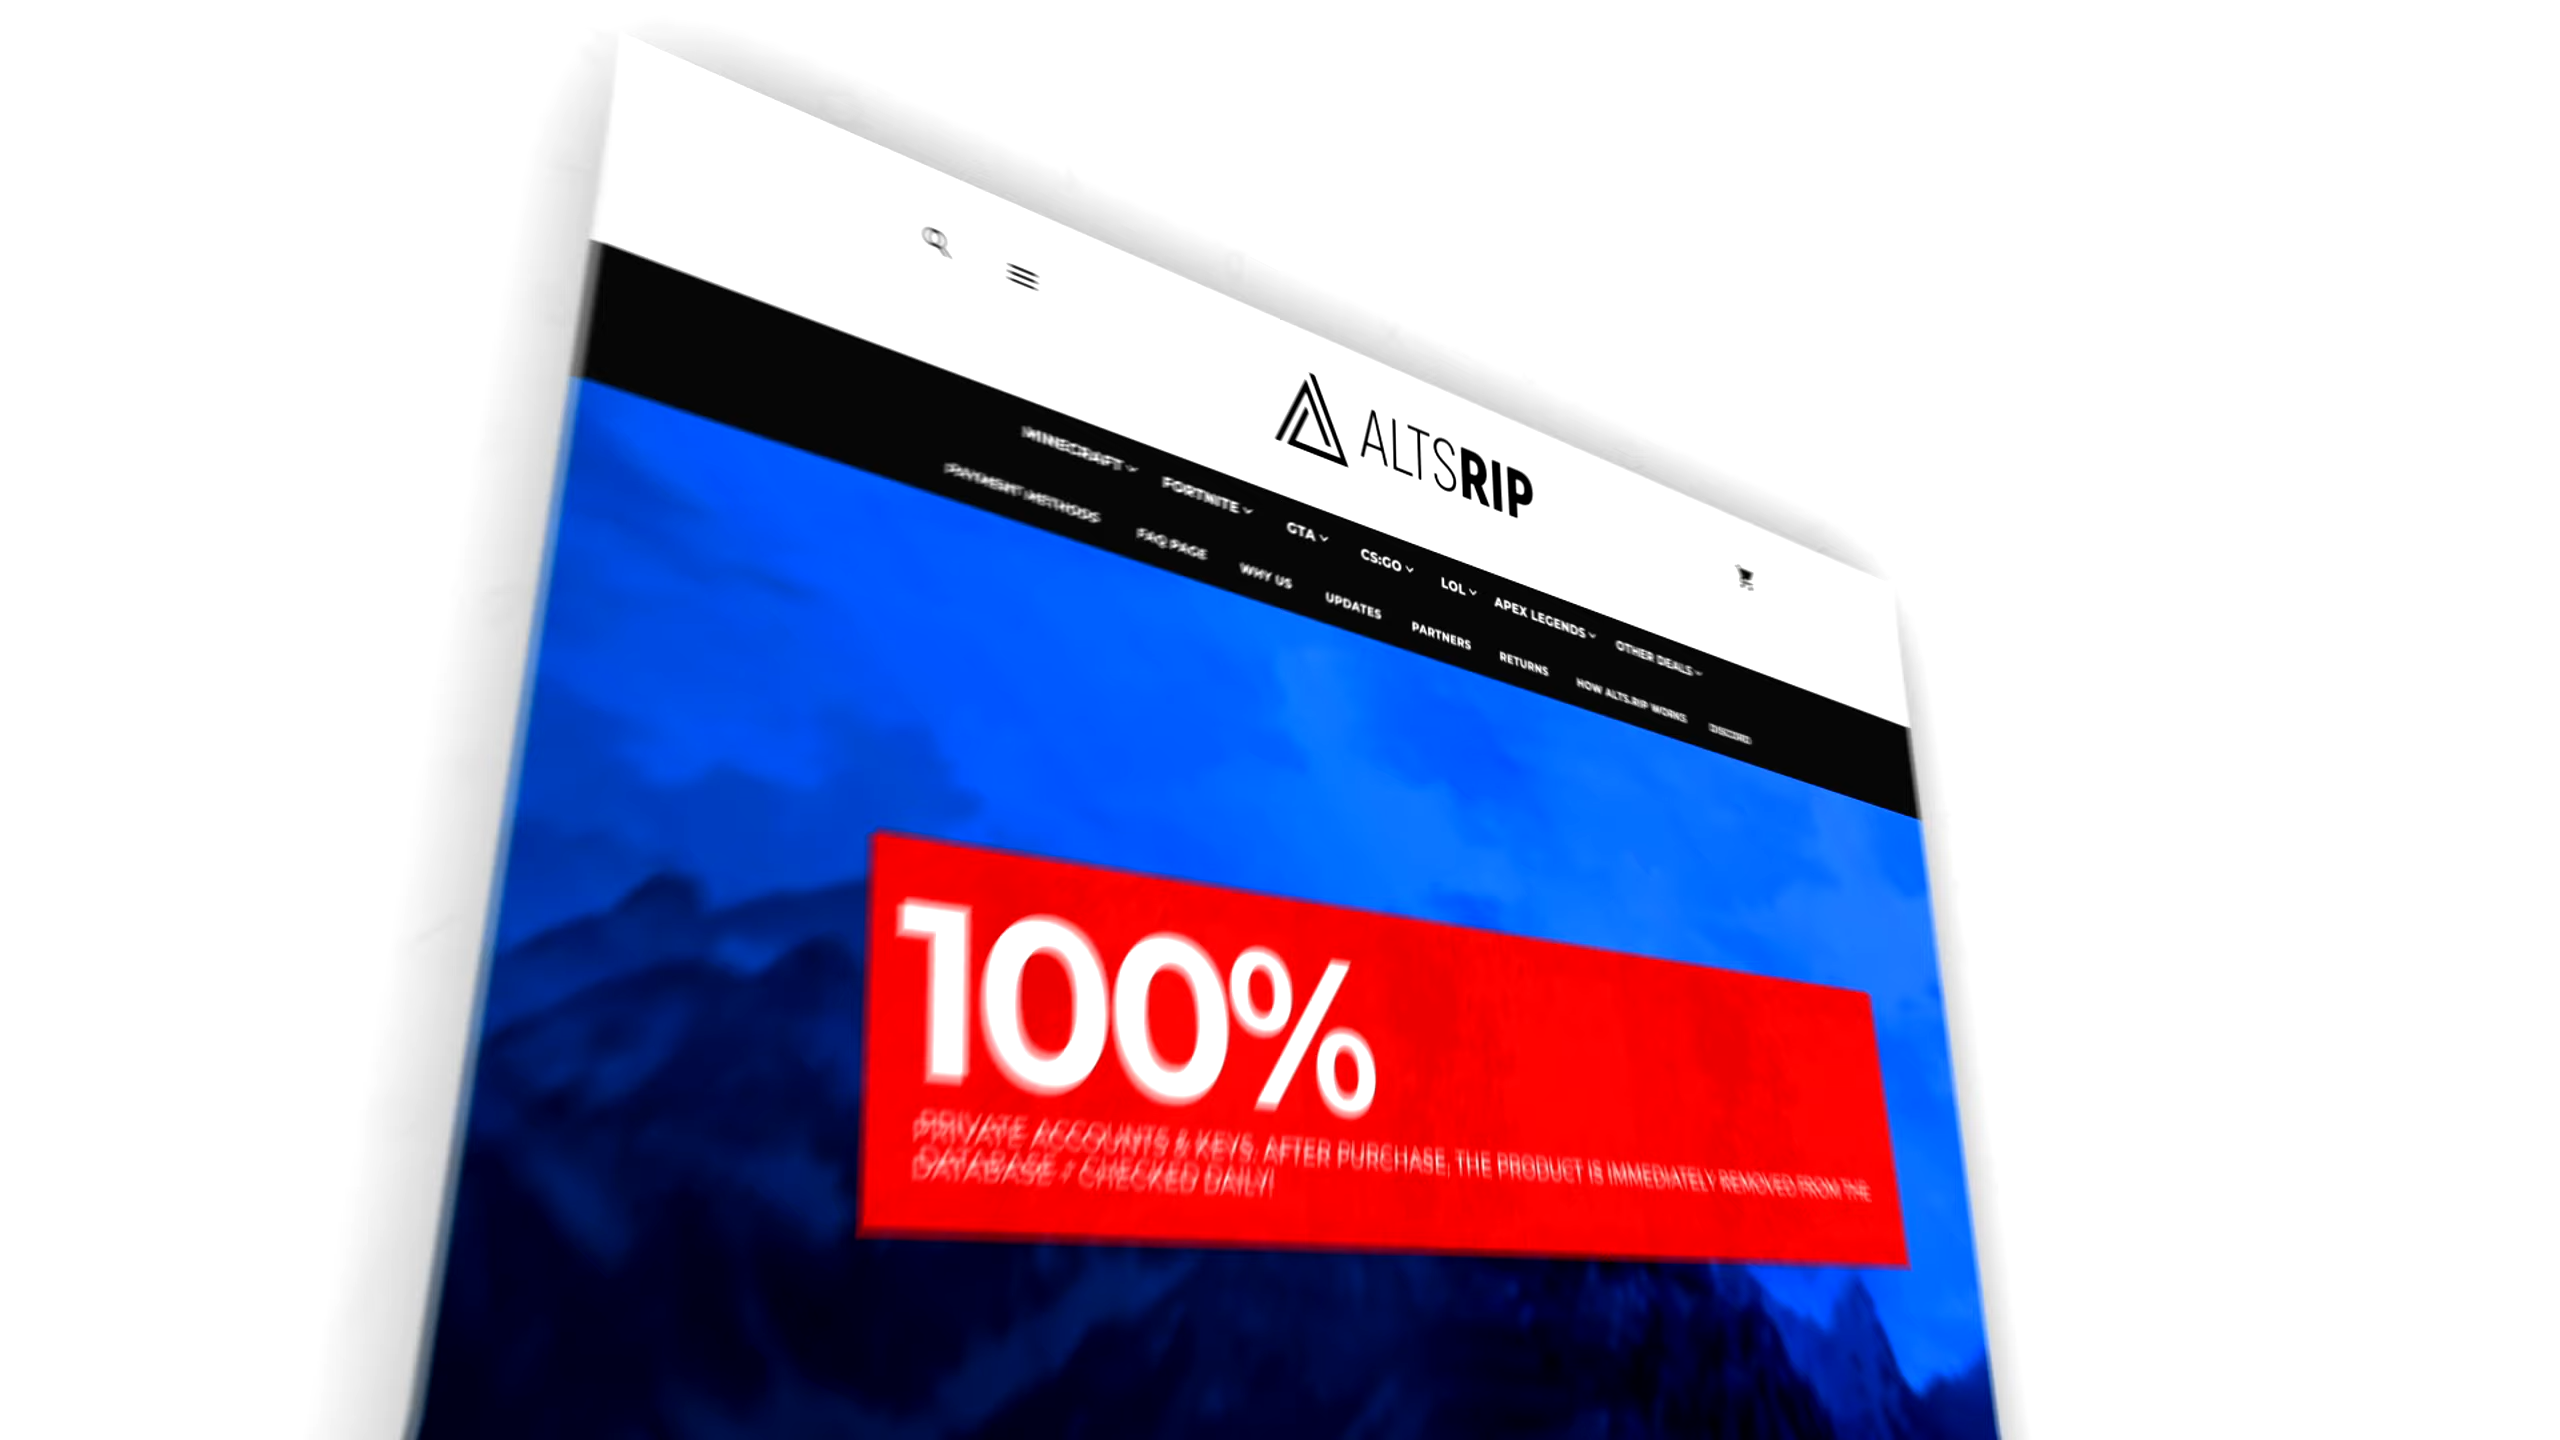 ALTSRIP
MINECRAFT FORTNITE GTA CS:GO LOL APEX LEGENDS OTHER DEALS
PAYMENT METHODS FAQ PAGE WHY US UPDATES PARTNERS RETURNS HOW ALTS.RIP WORKS DISCORD
100%
PRIVATE ACCOUNTS & KEYS. AFTER PURCHASE, THE PRODUCT IS IMMEDIATELY REMOVED FROM THE
DATABASE / CHECKED DAILY!